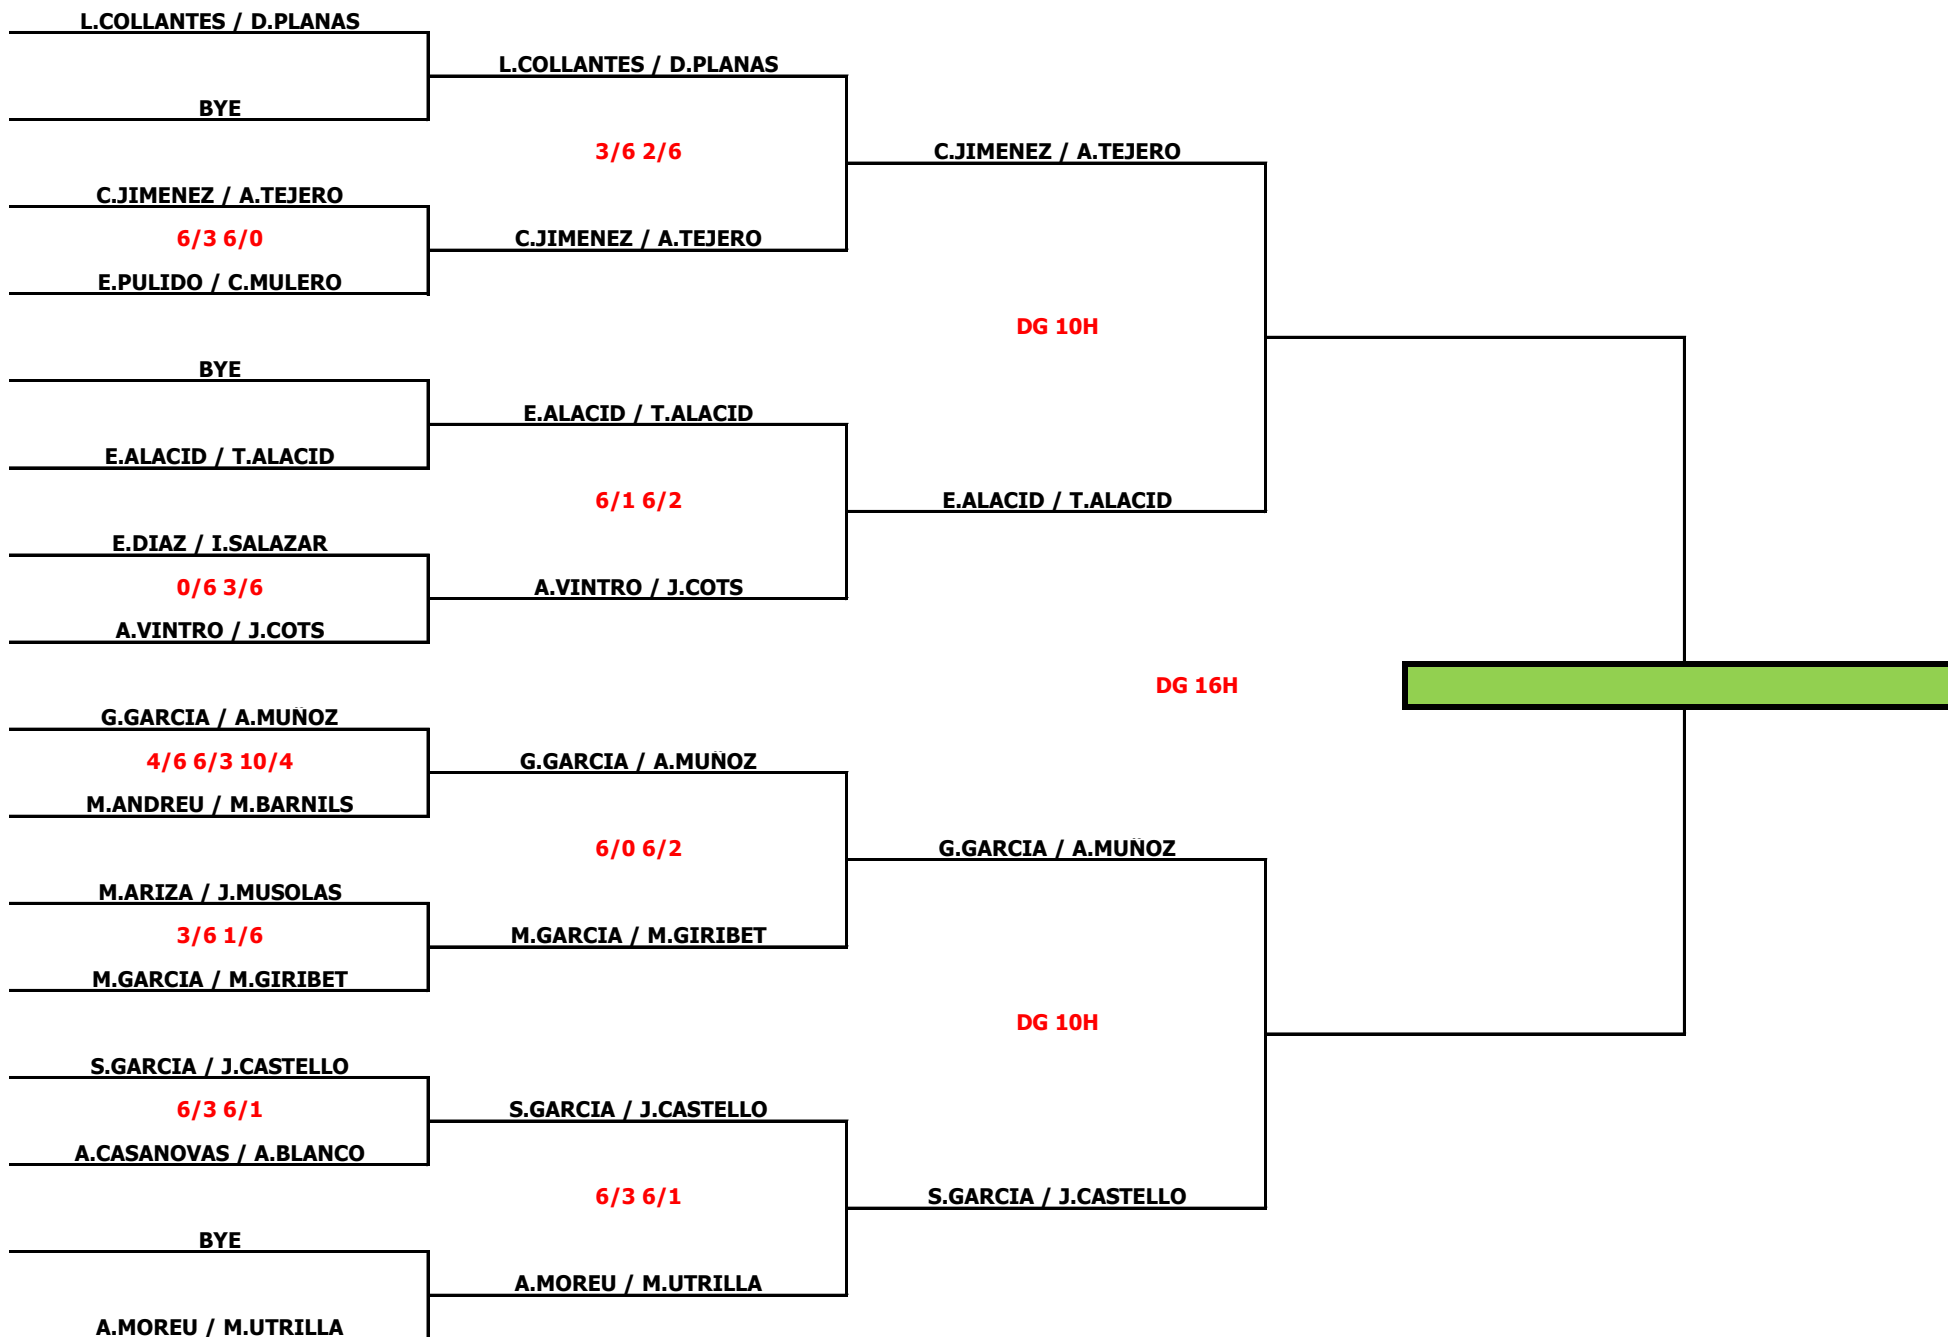 L.COLLANTES / D.PLANAS
BYE
C.JIMENEZ / A.TEJERO
6/3 6/0
E.PULIDO / C.MULERO
BYE
E.ALACID / T.ALACID
E.DIAZ / I.SALAZAR
0/6 3/6
A.VINTRO / J.COTS
G.GARCIA / A.MUÑOZ
4/6 6/3 10/4
M.ANDREU / M.BARNILS
M.ARIZA / J.MUSOLAS
3/6 1/6
M.GARCIA / M.GIRIBET
S.GARCIA / J.CASTELLO
6/3 6/1
A.CASANOVAS / A.BLANCO
BYE
A.MOREU / M.UTRILLA
L.COLLANTES / D.PLANAS
3/6 2/6
C.JIMENEZ / A.TEJERO
E.ALACID / T.ALACID
6/1 6/2
A.VINTRO / J.COTS
G.GARCIA / A.MUÑOZ
6/0 6/2
M.GARCIA / M.GIRIBET
S.GARCIA / J.CASTELLO
6/3 6/1
A.MOREU / M.UTRILLA
C.JIMENEZ / A.TEJERO
DG 10H
E.ALACID / T.ALACID
G.GARCIA / A.MUÑOZ
DG 10H
S.GARCIA / J.CASTELLO
DG 16H